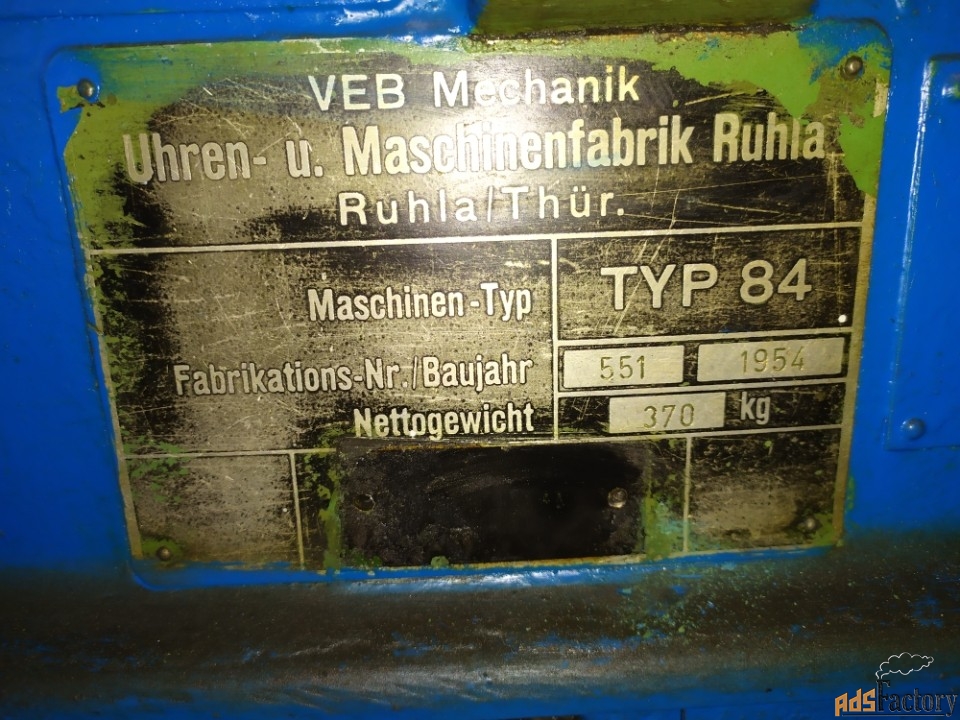 VEB Mechanik
Uhren- u. Maschinenfabrik Ruhla
Ruhla/Thür.
Maschinen-Typ TYP 84
Fabrikations-Nr./Baujahr 551 1954
Nettogewicht 370 kg
AdsFactory